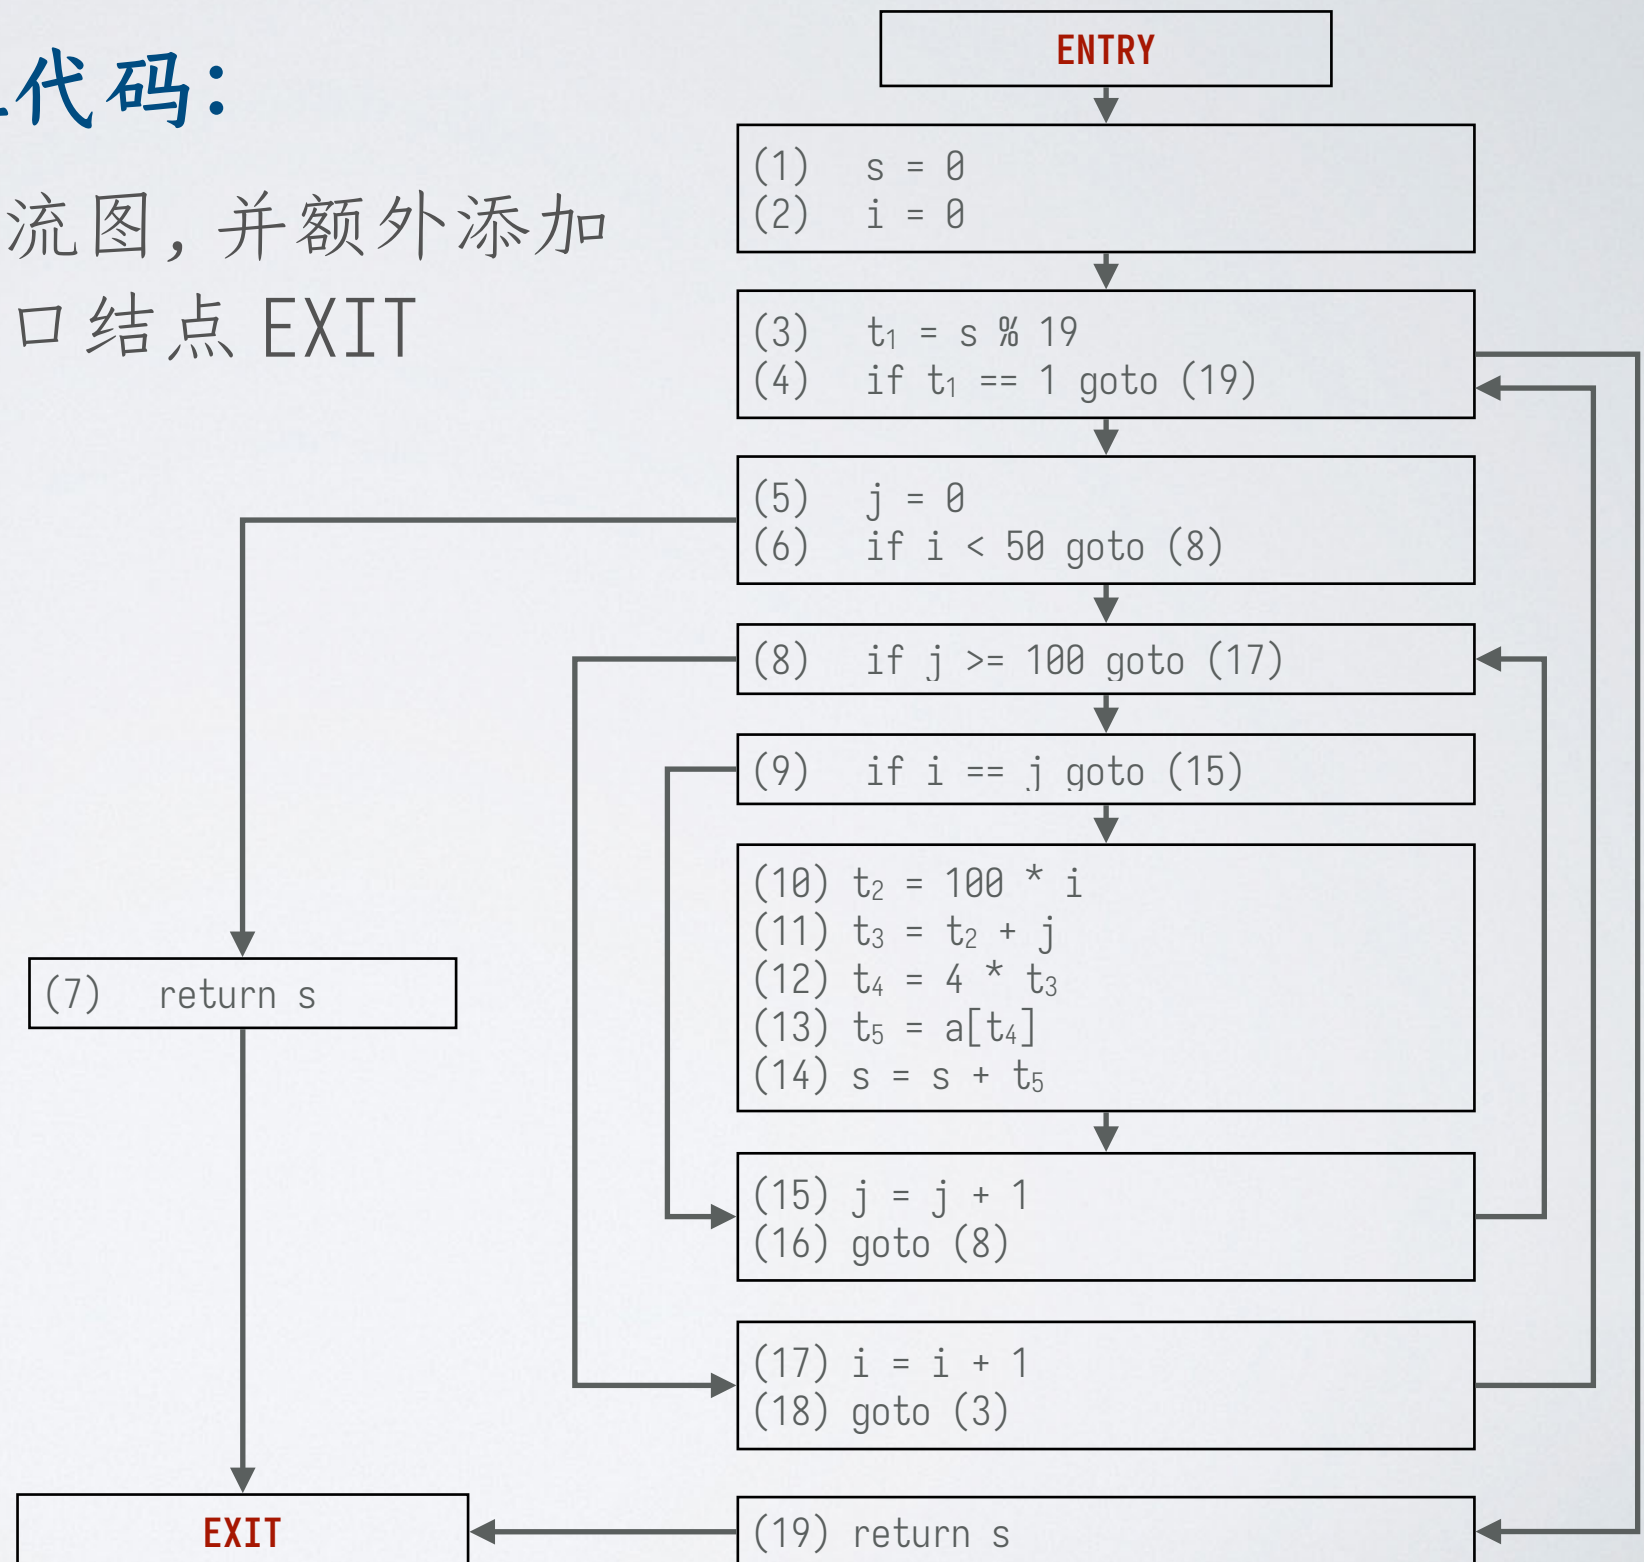 代码：
流图，并额外添加
口结点 EXIT
ENTRY
(1) s = 0
(2) i = 0
(3) t₁ = s % 19
(4) if t₁ == 1 goto (19)
(5) j = 0
(6) if i < 50 goto (8)
(8) if j >= 100 goto (17)
(9) if i == j goto (15)
(10) t₂ = 100 * i
(11) t₃ = t₂ + j
(12) t₄ = 4 * t₃
(13) t₅ = a[t₄]
(14) s = s + t₅
(7) return s
(15) j = j + 1
(16) goto (8)
(17) i = i + 1
(18) goto (3)
EXIT
(19) return s